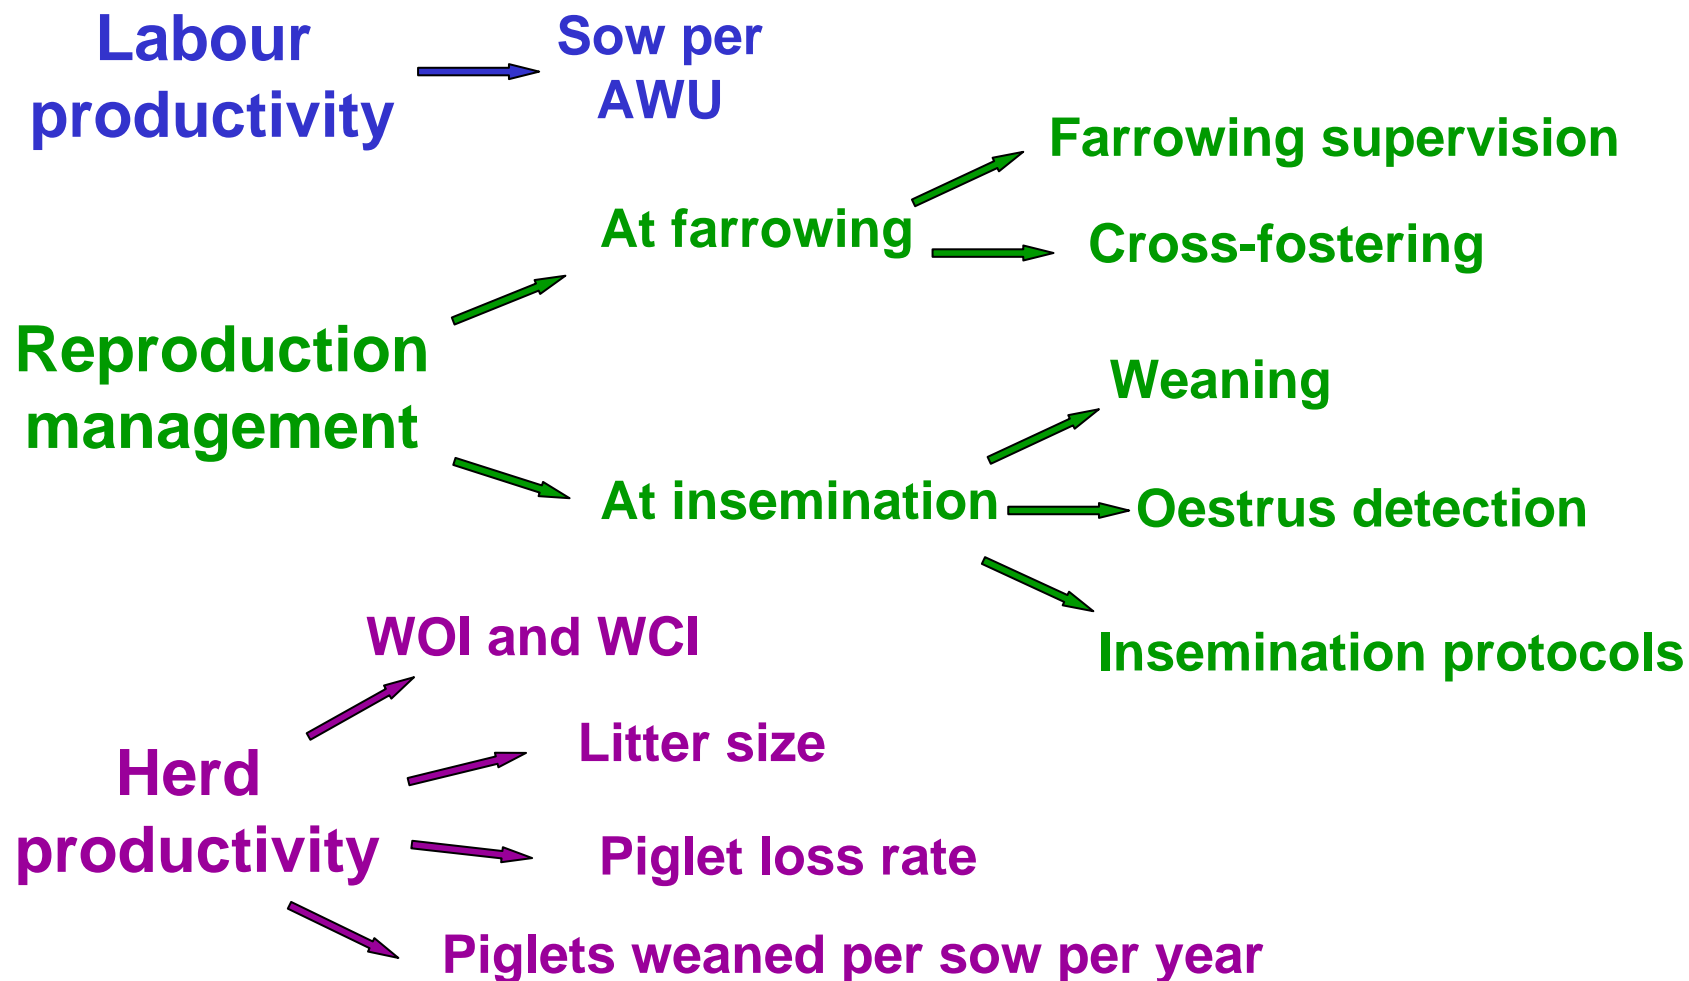 Labour
productivity
Sow per
AWU
Farrowing supervision
At farrowing
Cross-fostering
Reproduction
management
Weaning
At insemination
Oestrus detection
Insemination protocols
WOI and WCI
Litter size
Herd
productivity
Piglet loss rate
Piglets weaned per sow per year